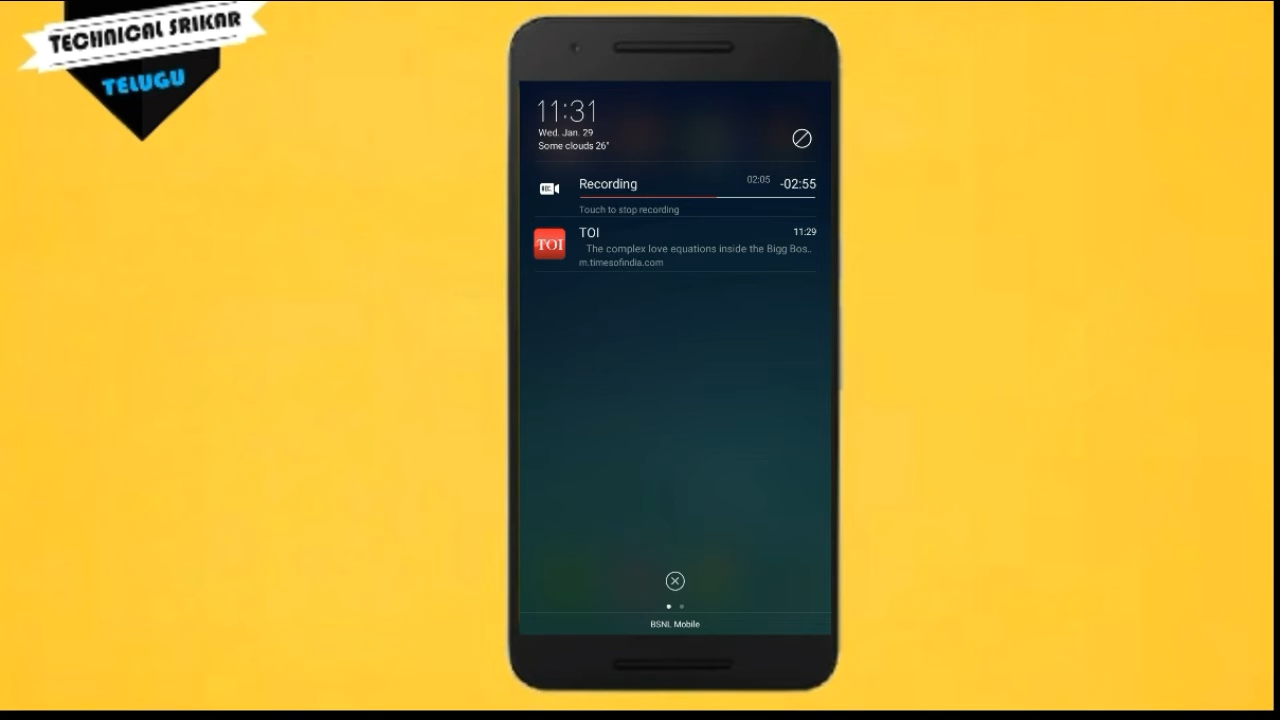 TECHNICAL SRIKAR
TELUGU
11:31
Wed. Jan. 29
Some clouds 26°
Recording
02:05
-02:55
Touch to stop recording
TOI
TOI
11:29
The complex love equations inside the Bigg Bos..
m.timesofindia.com
BSNL Mobile